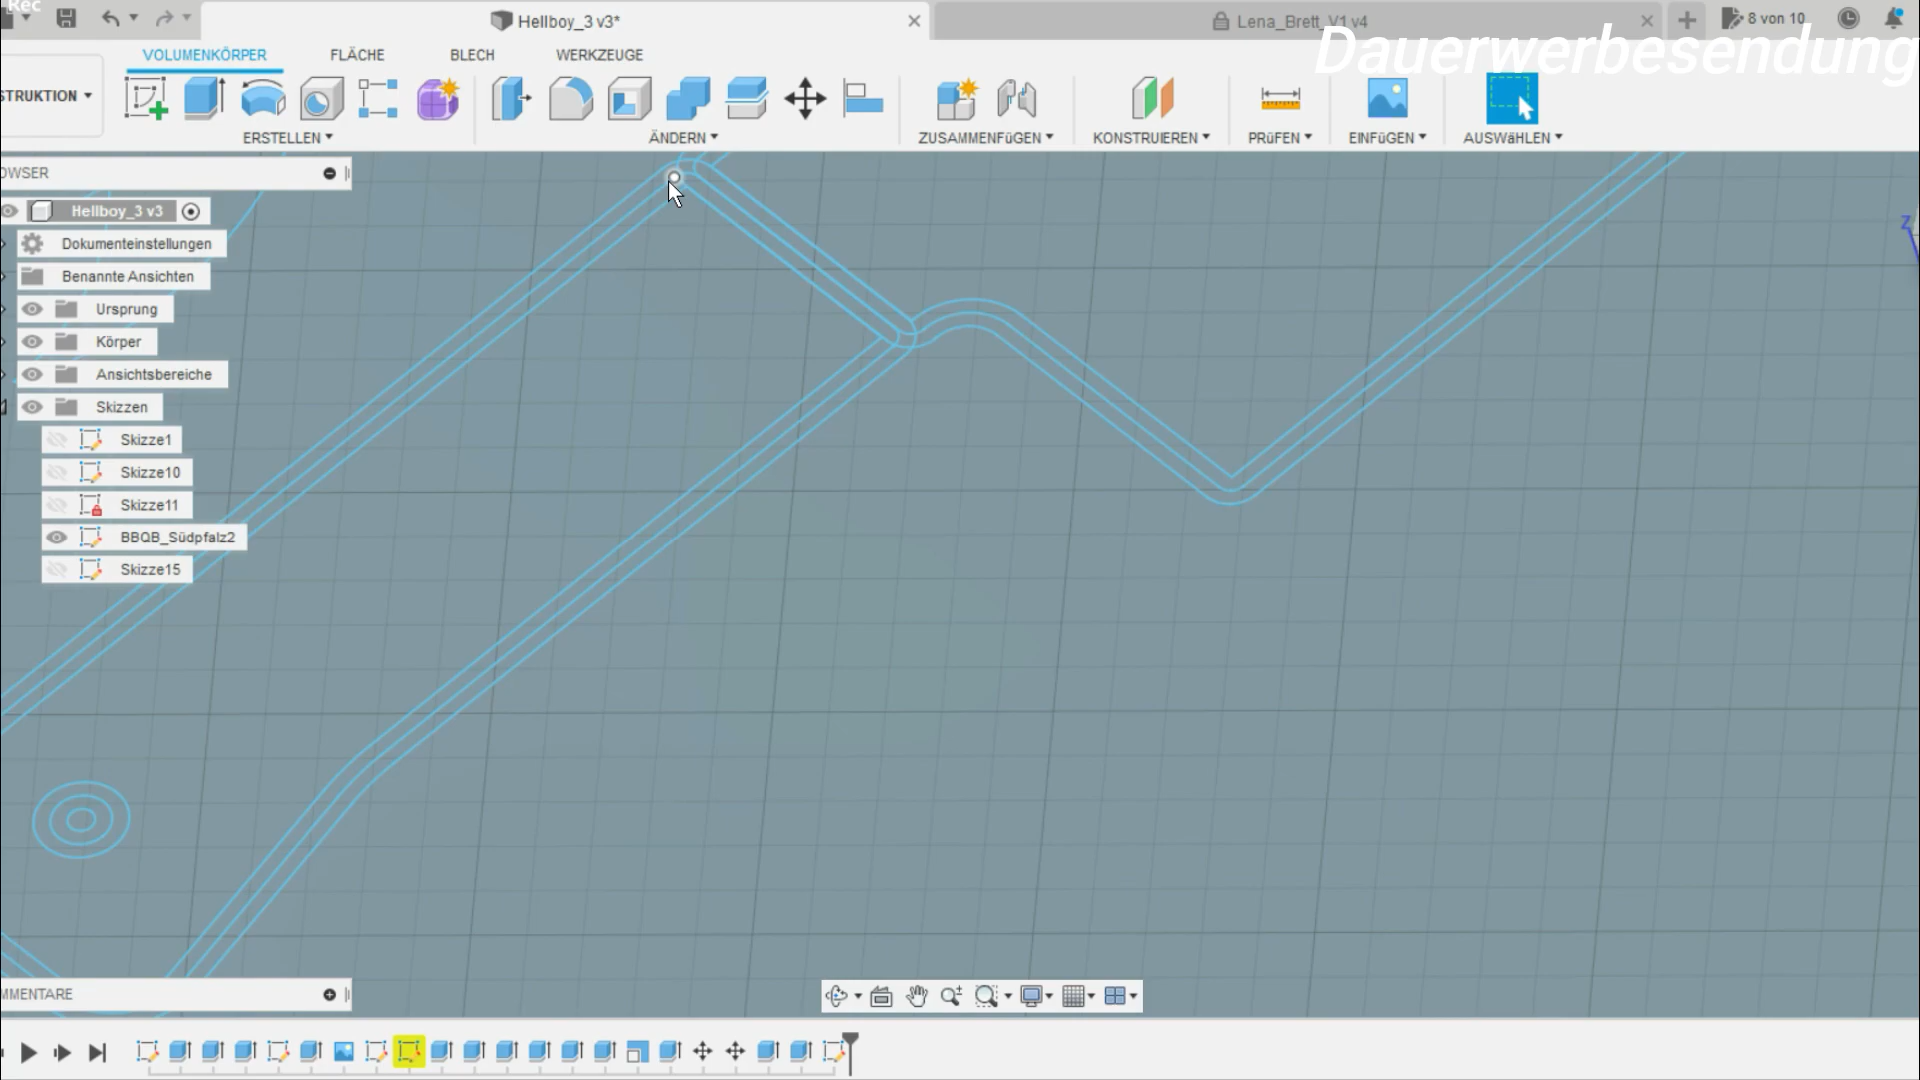 Rec
Hellboy_3 v3*
Lena_Brett_V1 v4
8 von 10
Dauerwerbesendung
VOLUMENKÖRPER
FLÄCHE
BLECH
WERKZEUGE
STRUKTION
ERSTELLEN
ÄNDERN
ZUSAMMENFüGEN
KONSTRUIEREN
PRüFEN
EINFüGEN
AUSWäHLEN
OWSER
Hellboy_3 v3
Dokumenteinstellungen
Benannte Ansichten
Ursprung
Körper
Ansichtsbereiche
Skizzen
Skizze1
Skizze10
Skizze11
BBQB_Südpfalz2
Skizze15
Z
MMENTARE